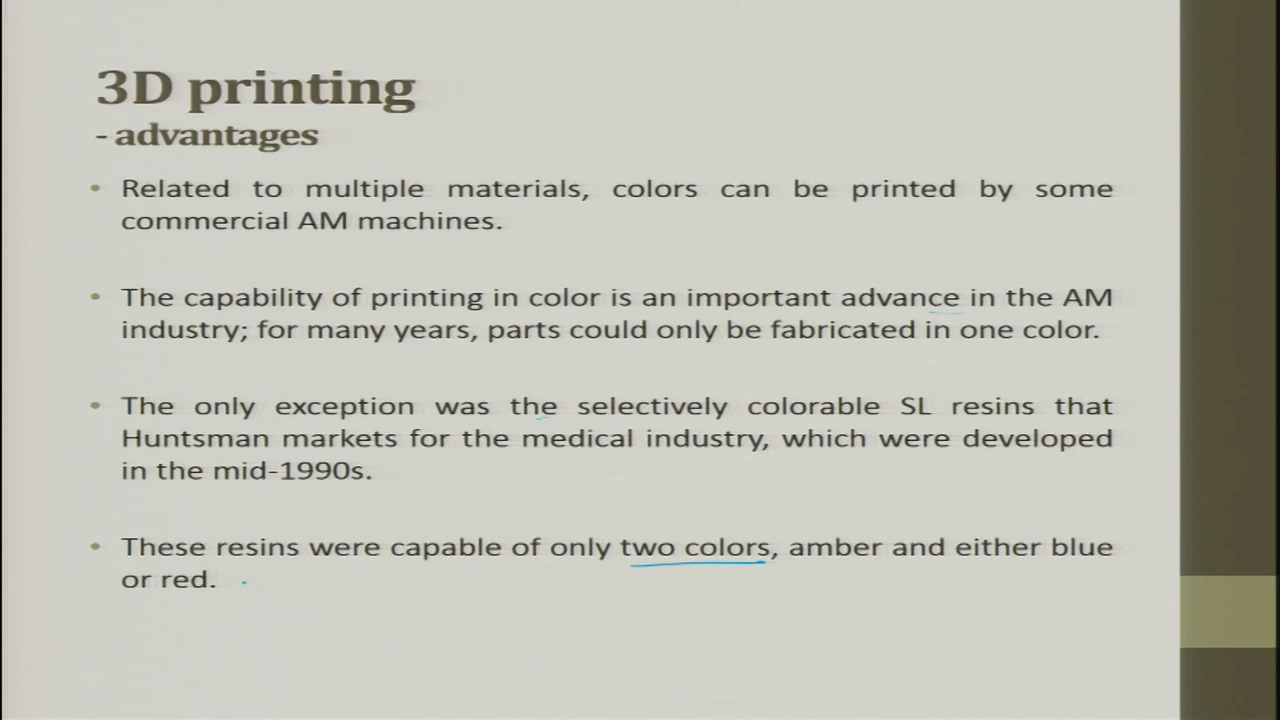 3D printing
- advantages
• Related to multiple materials, colors can be printed by some
commercial AM machines.
• The capability of printing in color is an important advance in the AM
industry; for many years, parts could only be fabricated in one color.
• The only exception was the selectively colorable SL resins that
Huntsman markets for the medical industry, which were developed
in the mid-1990s.
• These resins were capable of only two colors, amber and either blue
or red.